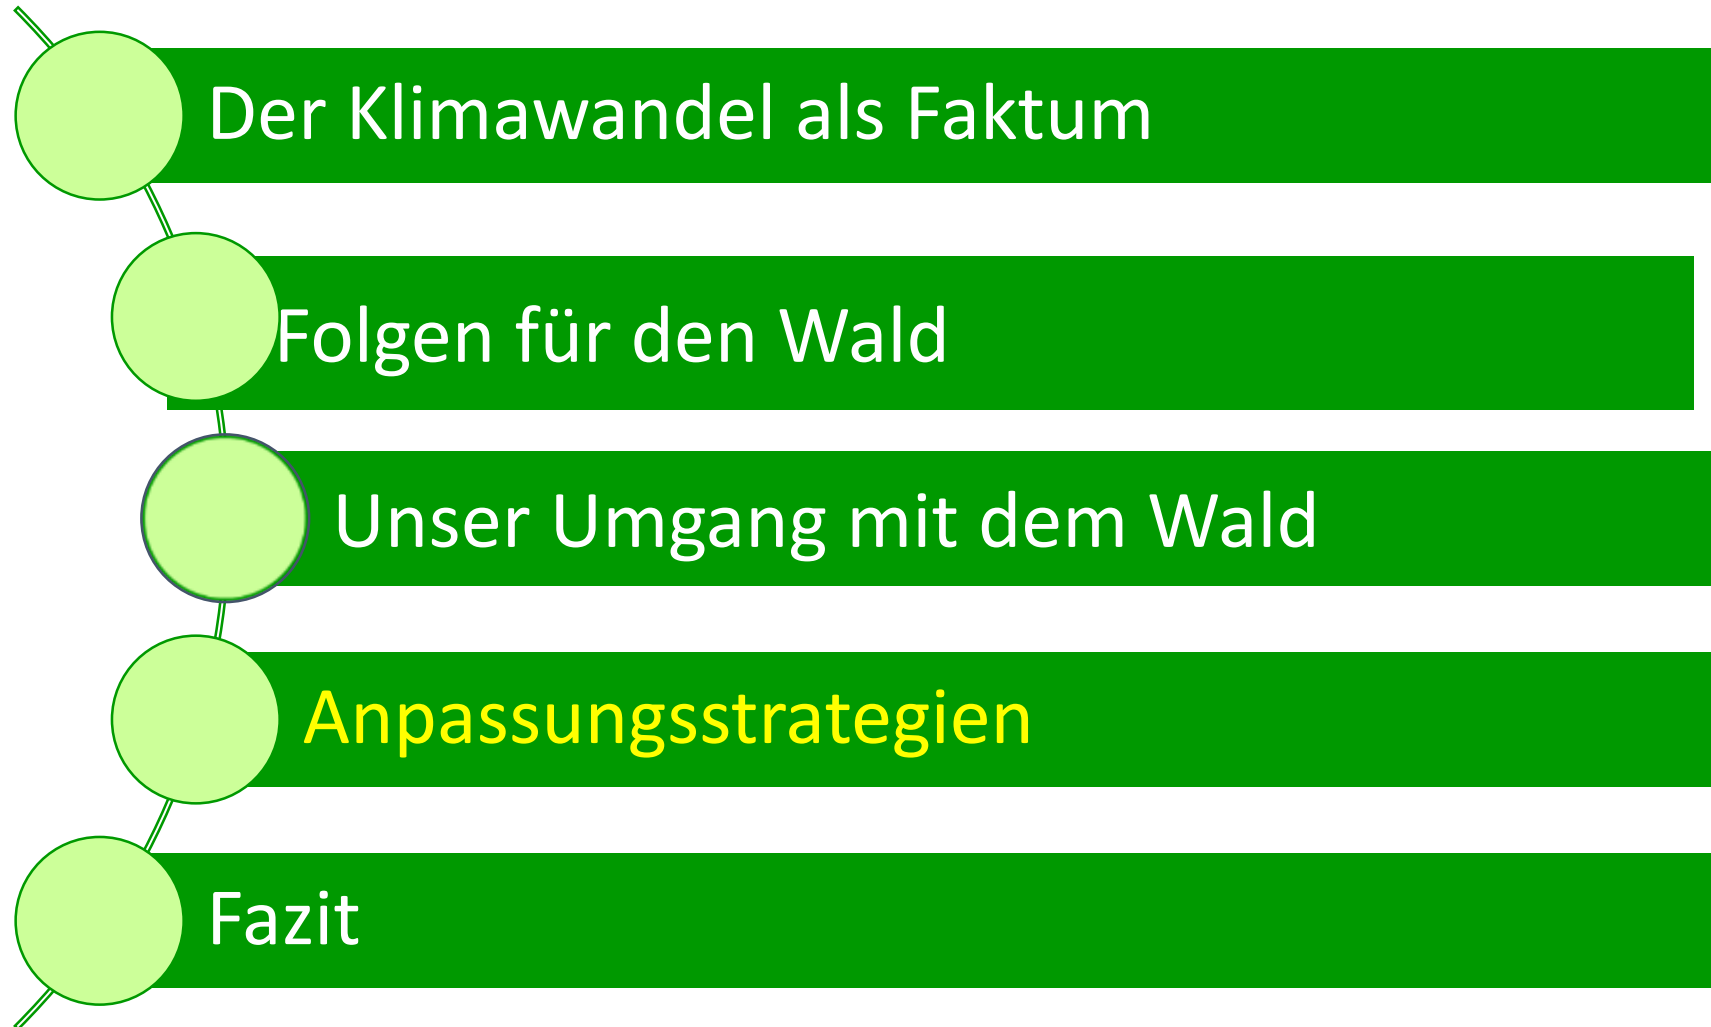 Der Klimawandel als Faktum
Folgen für den Wald
Unser Umgang mit dem Wald
Anpassungsstrategien
Fazit